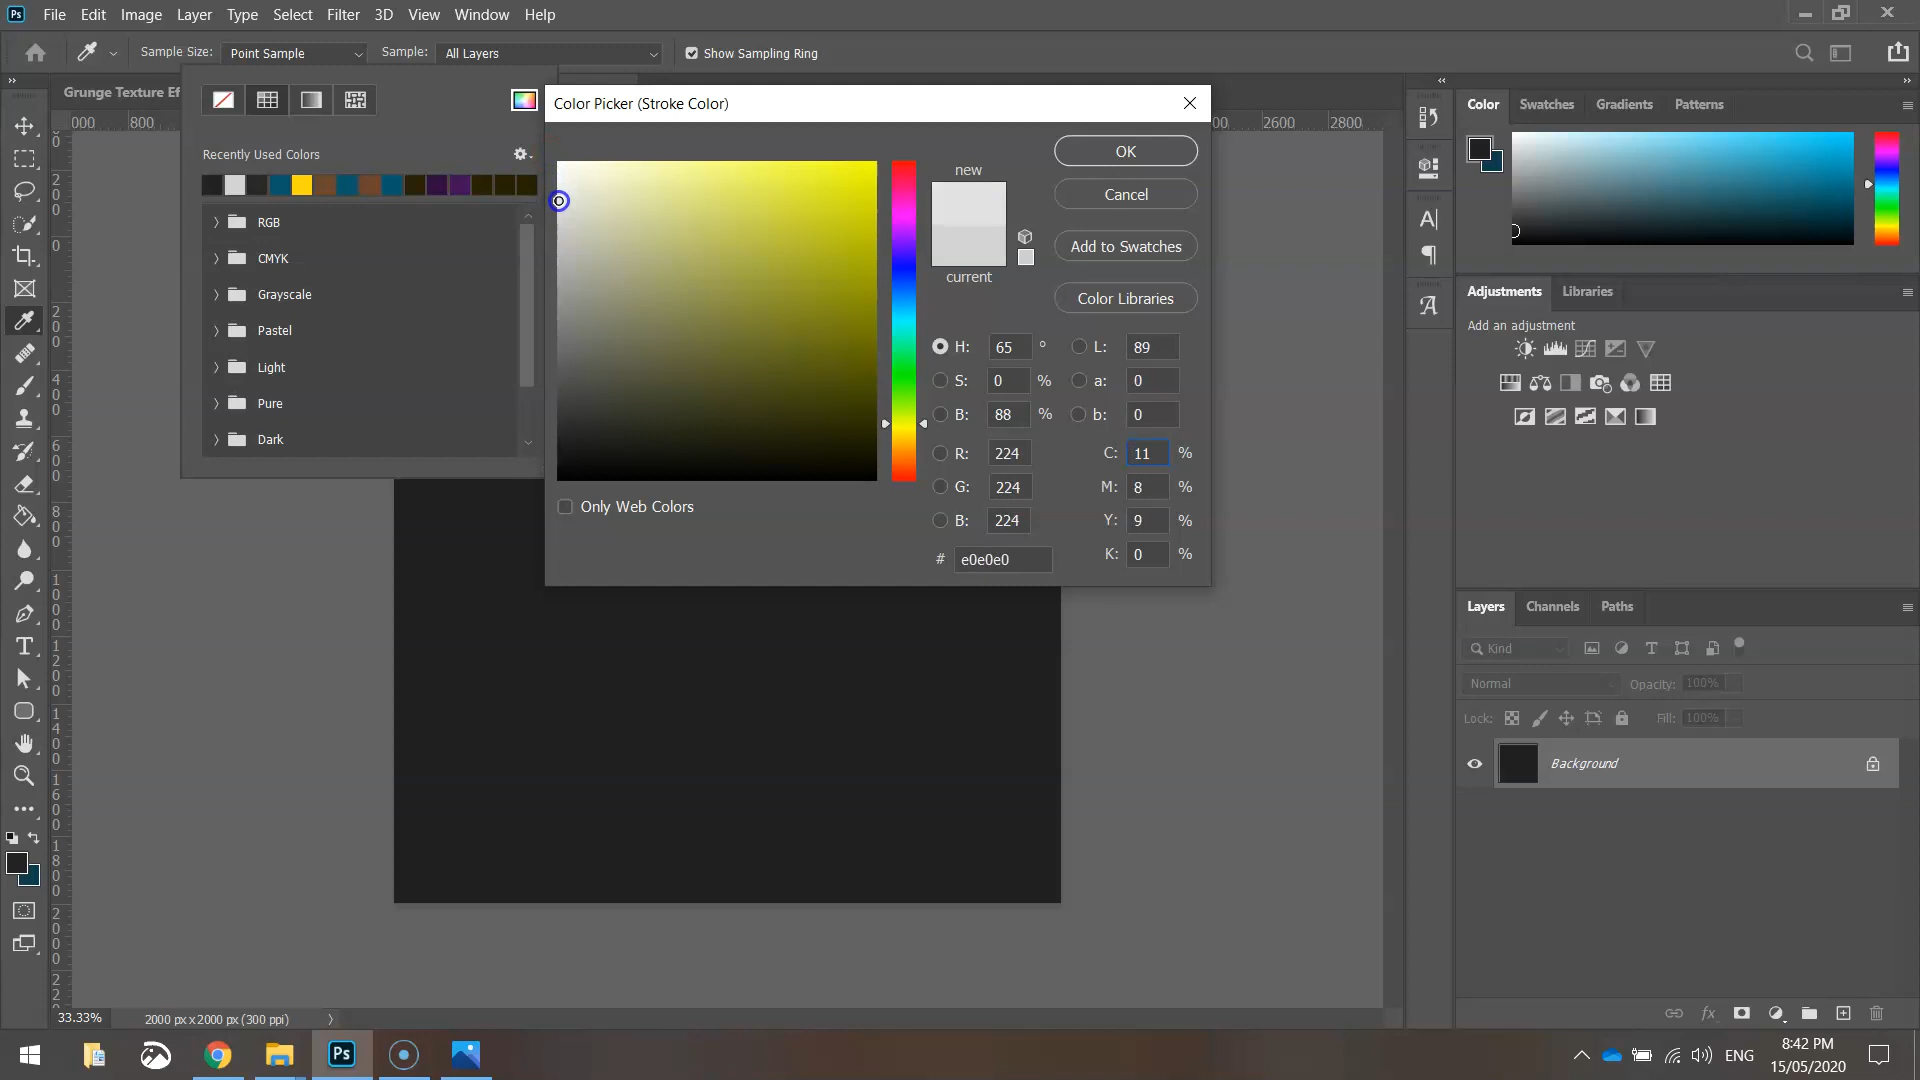 Ps File Edit Image Layer Type Select Filter 3D View Window Help
Sample Size: Point Sample Sample: All Layers Show Sampling Ring
Grunge Texture Ef
000 800 2600 2800
Recently Used Colors
RGB
CMYK
Grayscale
Pastel
Light
Pure
Dark
Color Picker (Stroke Color)
new
current
OK
Cancel
Add to Swatches
Color Libraries
H: 65 ° L: 89
S: 0 % a: 0
B: 88 % b: 0
R: 224 C: 11 %
G: 224 M: 8 %
B: 224 Y: 9 %
# e0e0e0 K: 0 %
Only Web Colors
Color Swatches Gradients Patterns
Adjustments Libraries
Add an adjustment
Layers Channels Paths
Kind
Normal Opacity: 100%
Lock: Fill: 100%
Background
33.33% 2000 px x 2000 px (300 ppi)
Ps
ENG
8:42 PM
15/05/2020